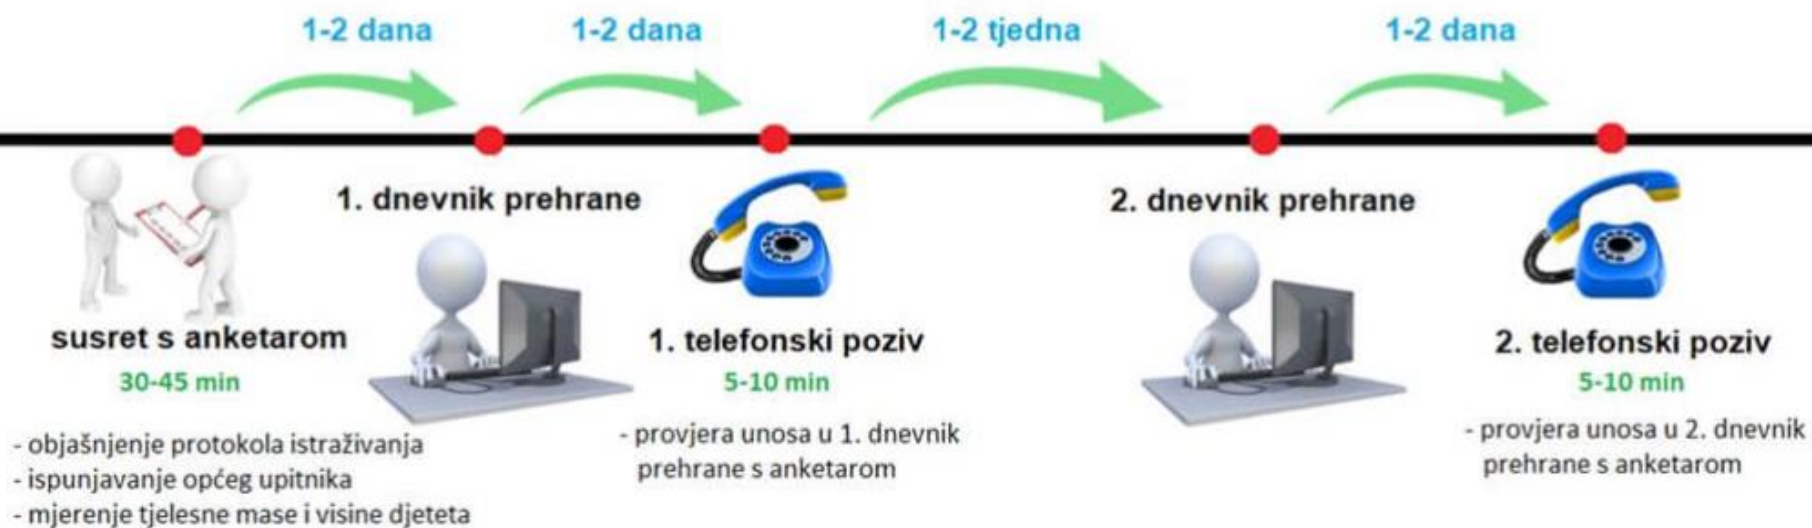 1-2 dana
1-2 dana
1-2 tjedna
1-2 dana
susret s anketarom
30-45 min
- objašnjenje protokola istraživanja
- ispunjavanje općeg upitnika
- mjerenje tjelesne mase i visine djeteta
1. dnevnik prehrane
1. telefonski poziv
5-10 min
- provjera unosa u 1. dnevnik
prehrane s anketarom
2. dnevnik prehrane
2. telefonski poziv
5-10 min
- provjera unosa u 2. dnevnik
prehrane s anketarom